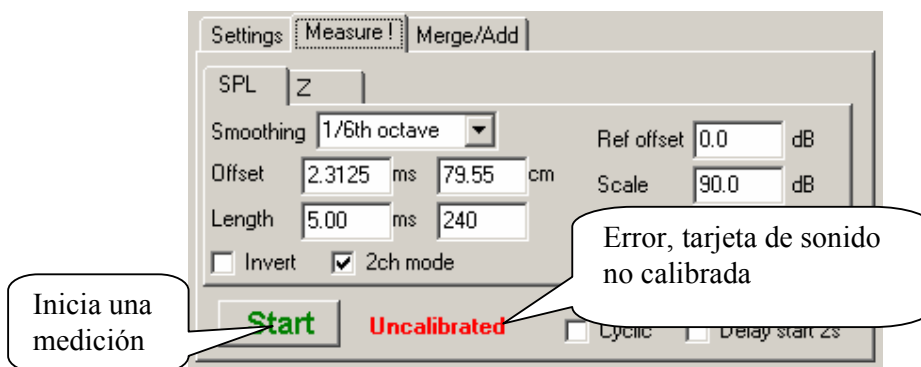 Settings Measure! Merge/Add
SPL Z
Smoothing 1/6th octave Ref offset 0.0 dB
Offset 2.3125 ms 79.55 cm Scale 90.0 dB
Length 5.00 ms 240
Error, tarjeta de sonido
no calibrada
Invert 2ch mode
Inicia una
medición
Start Uncalibrated Cyclic Delay start 2s